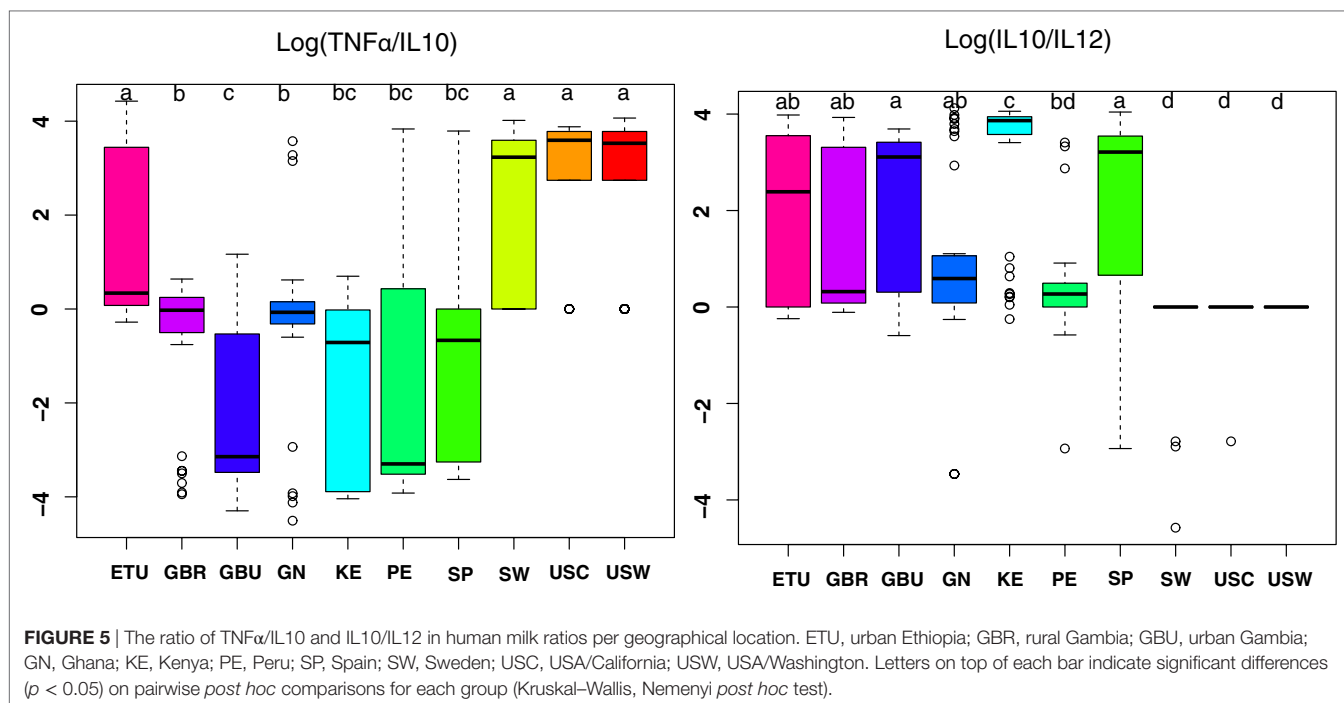 Log(TNFα/IL10)
a b c b bc bc bc a a a
4
2
0
−2
−4
ETU GBR GBU GN KE PE SP SW USC USW
Log(IL10/IL12)
ab ab a ab c bd a d d d
4
2
0
−2
−4
ETU GBR GBU GN KE PE SP SW USC USW
FIGURE 5 | The ratio of TNFα/IL10 and IL10/IL12 in human milk ratios per geographical location. ETU, urban Ethiopia; GBR, rural Gambia; GBU, urban Gambia;
GN, Ghana; KE, Kenya; PE, Peru; SP, Spain; SW, Sweden; USC, USA/California; USW, USA/Washington. Letters on top of each bar indicate significant differences
(p < 0.05) on pairwise post hoc comparisons for each group (Kruskal–Wallis, Nemenyi post hoc test).